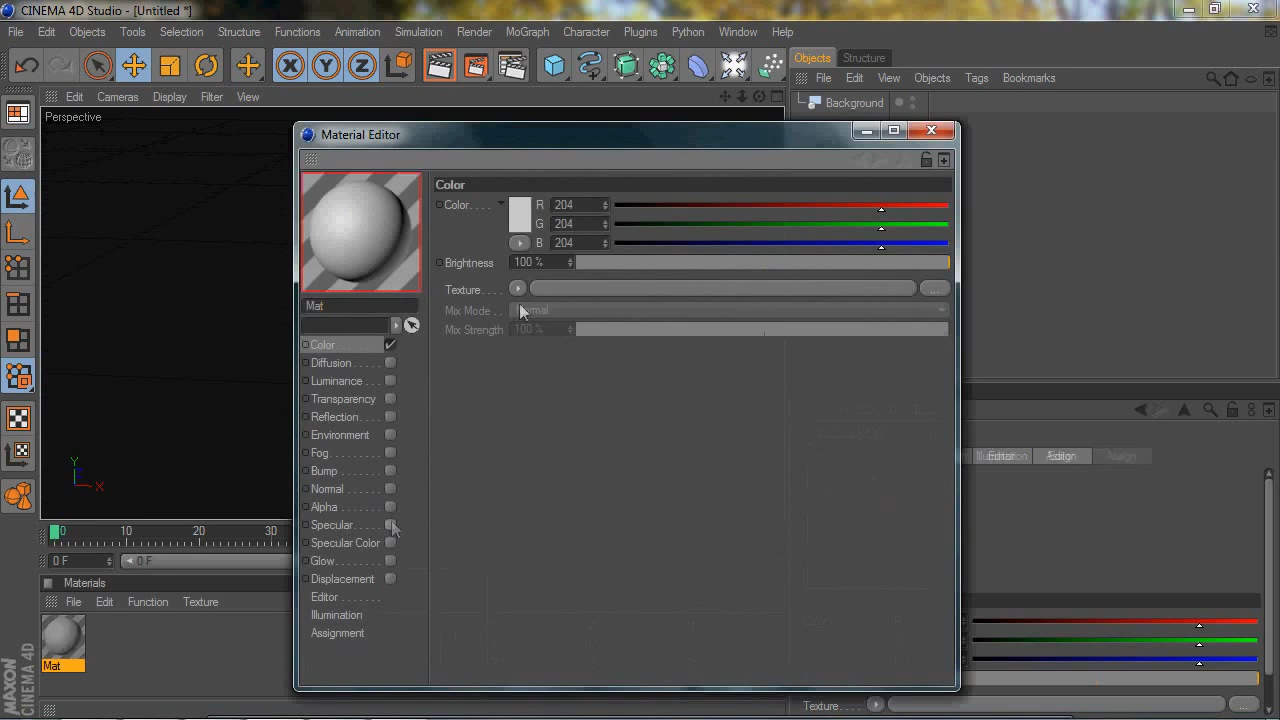 CINEMA 4D Studio - [Untitled *]
File Edit Objects Tools Selection Structure Functions Animation Simulation Render MoGraph Character Plugins Python Window Help
Objects Structure
File Edit View Objects Tags Bookmarks
Edit Cameras Display Filter View
Background
Perspective
Material Editor
Color
Color. . . . R 204
G 204
B 204
Brightness 100 %
Texture. . . . ...
Mix Mode . .
Mix Strength 100 %
Mat
Color
Diffusion. . . .
Luminance . . .
Transparency
Reflection. . . .
Environment
Fog. . . . . . . .
Bump . . . . . .
Normal . . . . .
Alpha . . . . . .
Specular. . . . .
Specular Color
Glow. . . . . . .
Displacement
Editor . . . . . . .
Illumination
Assignment
Editor Assign
Y
X
0 10 20 30
0 F 0 F
Materials
File Edit Function Texture
Mat
MAXON
CINEMA 4D
Texture. . . . ...